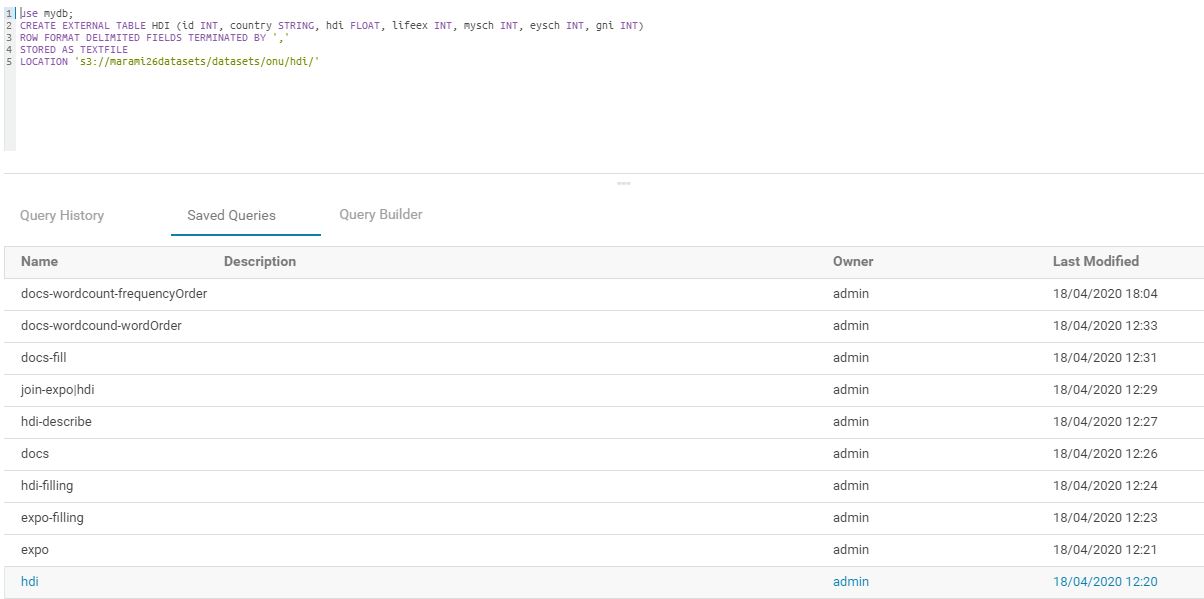 1 use mydb;
2 CREATE EXTERNAL TABLE HDI (id INT, country STRING, hdi FLOAT, lifeex INT, mysch INT, eysch INT, gni INT)
3 ROW FORMAT DELIMITED FIELDS TERMINATED BY ','
4 STORED AS TEXTFILE
5 LOCATION 's3://marami26datasets/datasets/onu/hdi/'
Query History Saved Queries Query Builder
Name Description Owner Last Modified
docs-wordcount-frequencyOrder admin 18/04/2020 18:04
docs-wordcound-wordOrder admin 18/04/2020 12:33
docs-fill admin 18/04/2020 12:31
join-expo|hdi admin 18/04/2020 12:29
hdi-describe admin 18/04/2020 12:27
docs admin 18/04/2020 12:26
hdi-filling admin 18/04/2020 12:24
expo-filling admin 18/04/2020 12:23
expo admin 18/04/2020 12:21
hdi admin 18/04/2020 12:20